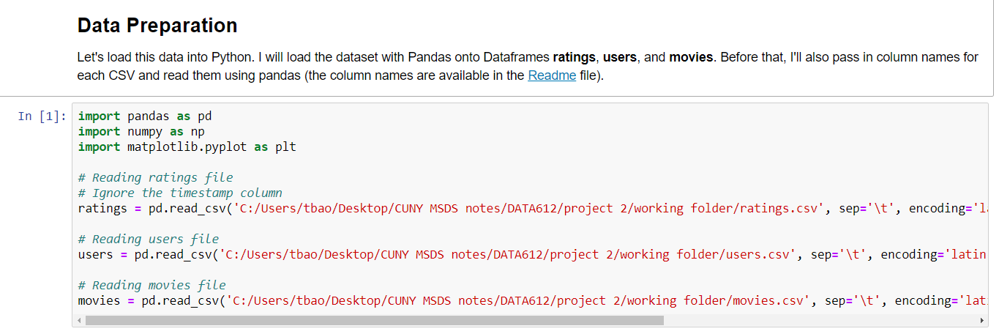 Data Preparation
Let's load this data into Python. I will load the dataset with Pandas onto Dataframes ratings, users, and movies. Before that, I'll also pass in column names for
each CSV and read them using pandas (the column names are available in the Readme file).
In [1]:
import pandas as pd
import numpy as np
import matplotlib.pyplot as plt
# Reading ratings file
# Ignore the timestamp column
ratings = pd.read_csv('C:/Users/tbao/Desktop/CUNY MSDS notes/DATA612/project 2/working folder/ratings.csv', sep='\t', encoding='l
# Reading users file
users = pd.read_csv('C:/Users/tbao/Desktop/CUNY MSDS notes/DATA612/project 2/working folder/users.csv', sep='\t', encoding='latin
# Reading movies file
movies = pd.read_csv('C:/Users/tbao/Desktop/CUNY MSDS notes/DATA612/project 2/working folder/movies.csv', sep='\t', encoding='lat